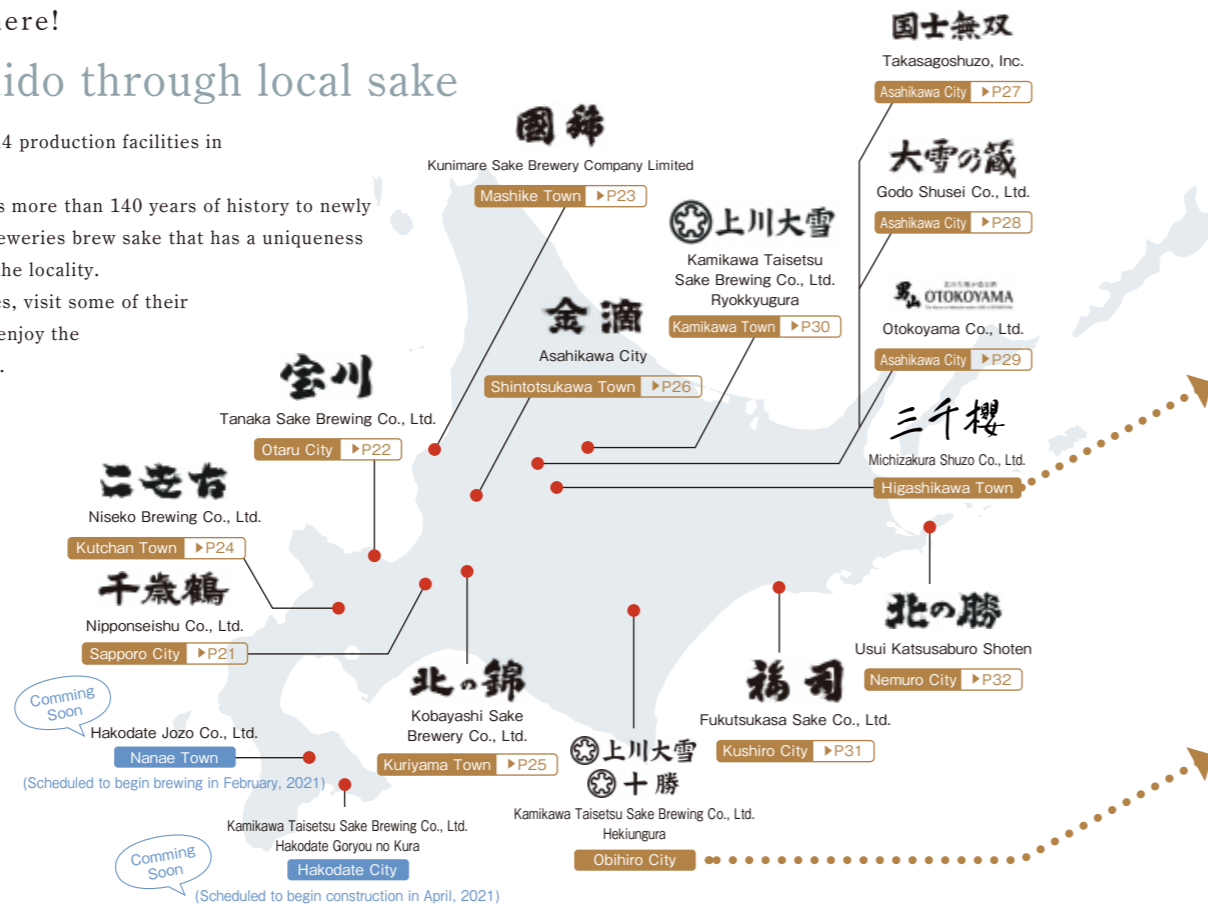 ere!
ido through local sake
4 production facilities in
s more than 140 years of history to newly
eweries brew sake that has a uniqueness
the locality.
es, visit some of their
enjoy the
.
国士無双
Takasagoshuzo, Inc.
Asahikawa City ▶P27
大雪乃蔵
Godo Shusei Co., Ltd.
Asahikawa City ▶P28
男山 OTOKOYAMA
Otokoyama Co., Ltd.
Asahikawa City ▶P29
三千櫻
Michizakura Shuzo Co., Ltd.
Higashikawa Town
國稀
Kunimare Sake Brewery Company Limited
Mashike Town ▶P23
上川大雪
Kamikawa Taisetsu
Sake Brewing Co., Ltd.
Ryokkyugura
Kamikawa Town ▶P30
金滴
Asahikawa City
Shintotsukawa Town ▶P26
宝川
Tanaka Sake Brewing Co., Ltd.
Otaru City ▶P22
二世古
Niseko Brewing Co., Ltd.
Kutchan Town ▶P24
千歳鶴
Nipponseishu Co., Ltd.
Sapporo City ▶P21
Comming
Soon
Hakodate Jozo Co., Ltd.
Nanae Town
(Scheduled to begin brewing in February, 2021)
Kamikawa Taisetsu Sake Brewing Co., Ltd.
Hakodate Goryou no Kura
Comming
Soon
Hakodate City
(Scheduled to begin construction in April, 2021)
北の錦
Kobayashi Sake
Brewery Co., Ltd.
Kuriyama Town ▶P25
上川大雪
十勝
Kamikawa Taisetsu Sake Brewing Co., Ltd.
Hekiungura
Obihiro City
福司
Fukutsukasa Sake Co., Ltd.
Kushiro City ▶P31
北の勝
Usui Katsusaburo Shoten
Nemuro City ▶P32